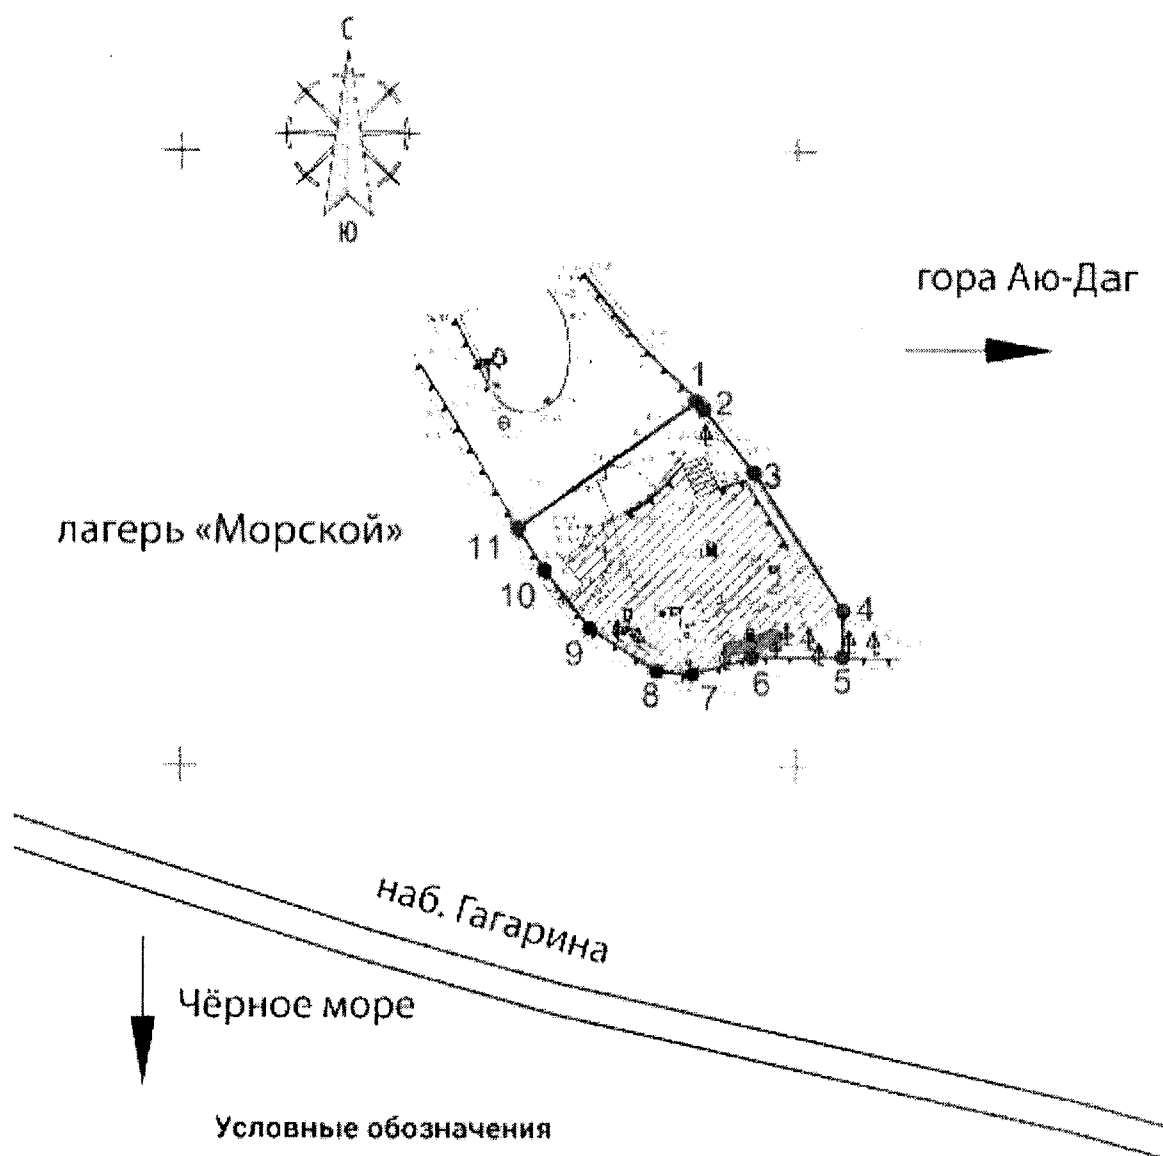 С
Ю
гора Аю-Даг
1
2
3
лагерь «Морской»
11
10
4
9
8
7
6
5
наб. Гагарина
Чёрное море
Условные обозначения